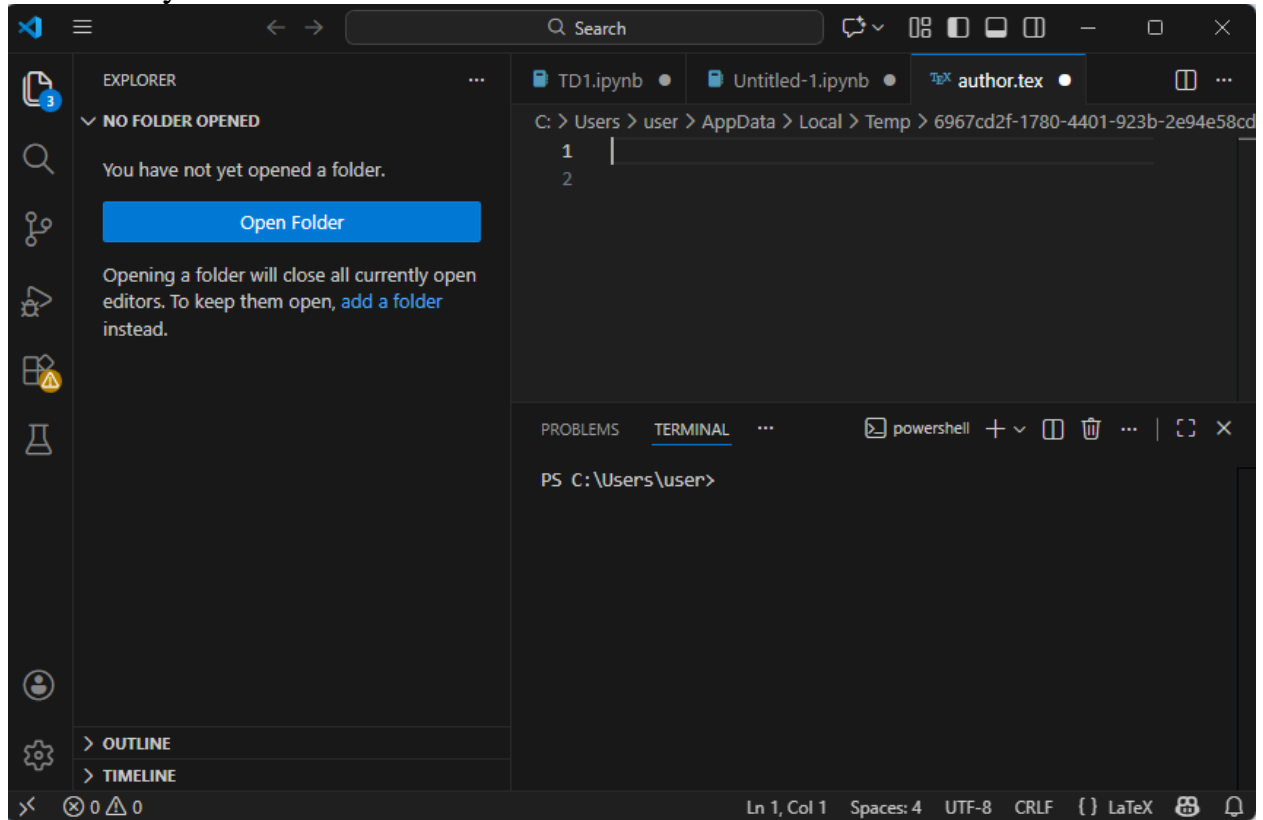 Search
EXPLORER
TD1.ipynb
Untitled-1.ipynb
TEX author.tex
3
NO FOLDER OPENED
C: > Users > user > AppData > Local > Temp > 6967cd2f-1780-4401-923b-2e94e58cd
You have not yet opened a folder.
Open Folder
Opening a folder will close all currently open
editors. To keep them open, add a folder
instead.
1
2
PROBLEMS TERMINAL ... powershell
PS C:\Users\user>
OUTLINE
TIMELINE
0 0
Ln 1, Col 1 Spaces: 4 UTF-8 CRLF { } LaTeX